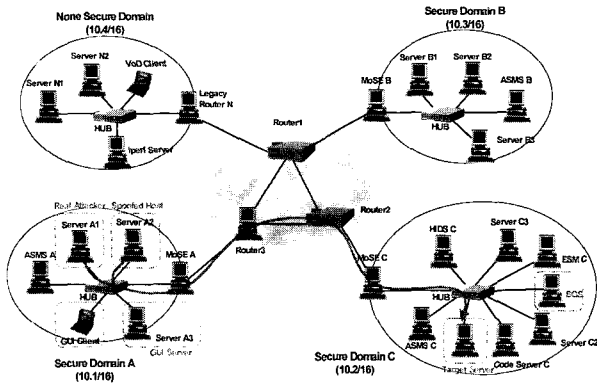 None Secure Domain
(10.4/16)
Server N2
VoD Client
Server N1
Legacy
Router N
HUB
Iperf Server
Secure Domain B
(10.3/16)
Server B1
Server B2
MoSE B
ASMS B
HUB
Server B3
Router1
Router2
Router3
Real Attacker
Spoofed Host
Server A1
Server A2
ASMS A
MoSE A
HUB
GUI Client
Server A3
GUI Server
Secure Domain A
(10.1/16)
HIDS C
Server C3
MoSE C
ESM C
HUB
ECS
ASMS C
Server C2
Target Server
Code Server C
Secure Domain C
(10.2/16)